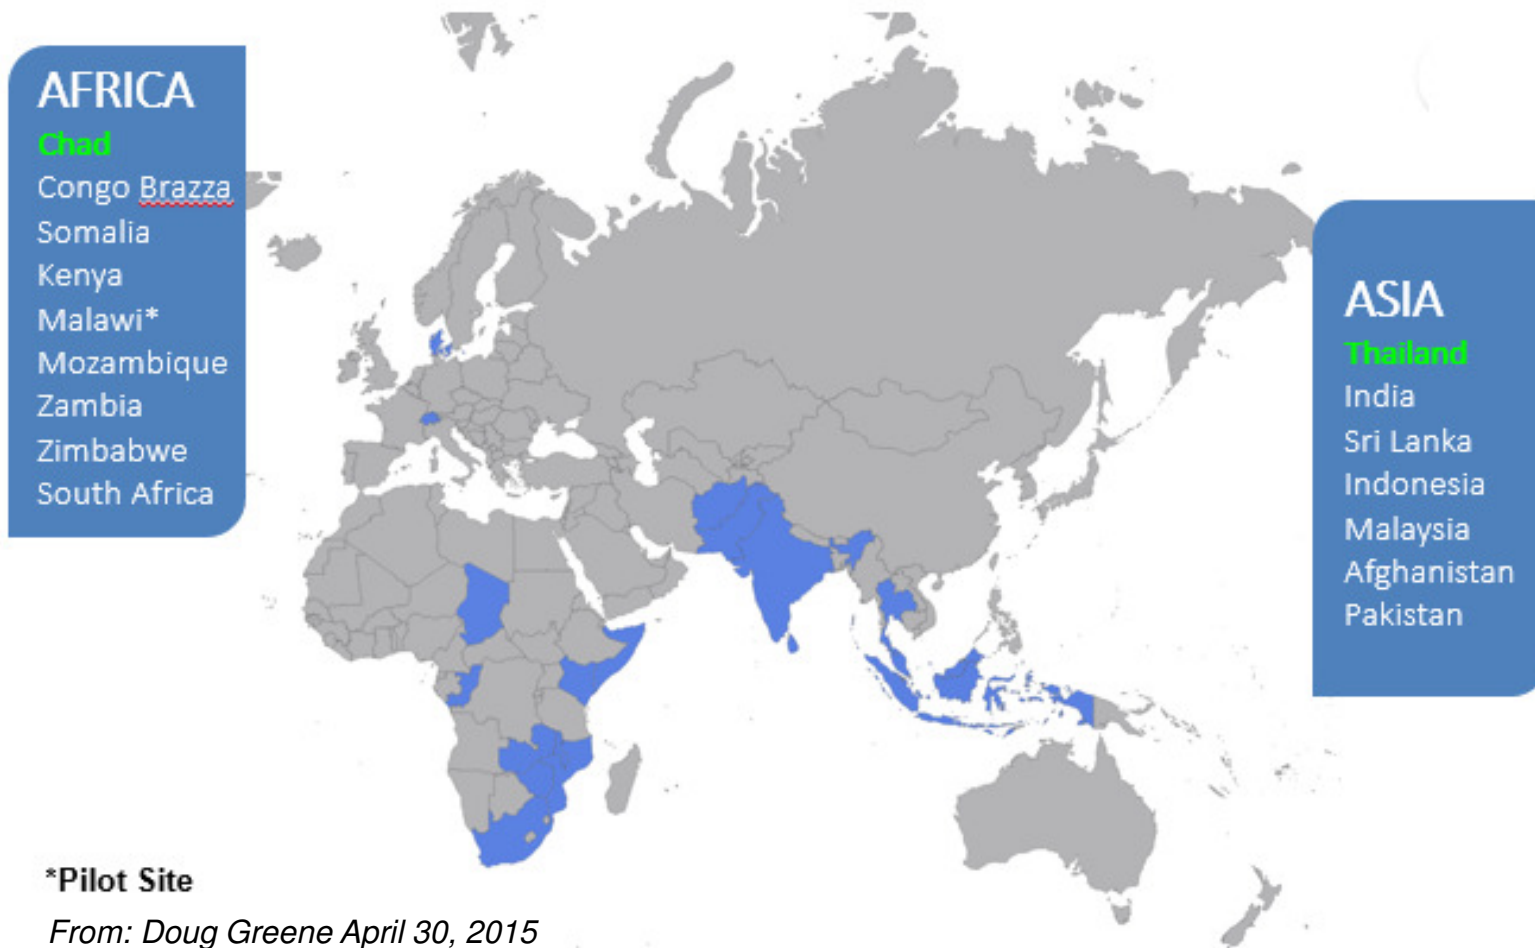 AFRICA
Chad
Congo Brazza
Somalia
Kenya
Malawi*
Mozambique
Zambia
Zimbabwe
South Africa
ASIA
Thailand
India
Sri Lanka
Indonesia
Malaysia
Afghanistan
Pakistan
*Pilot Site
From: Doug Greene April 30, 2015